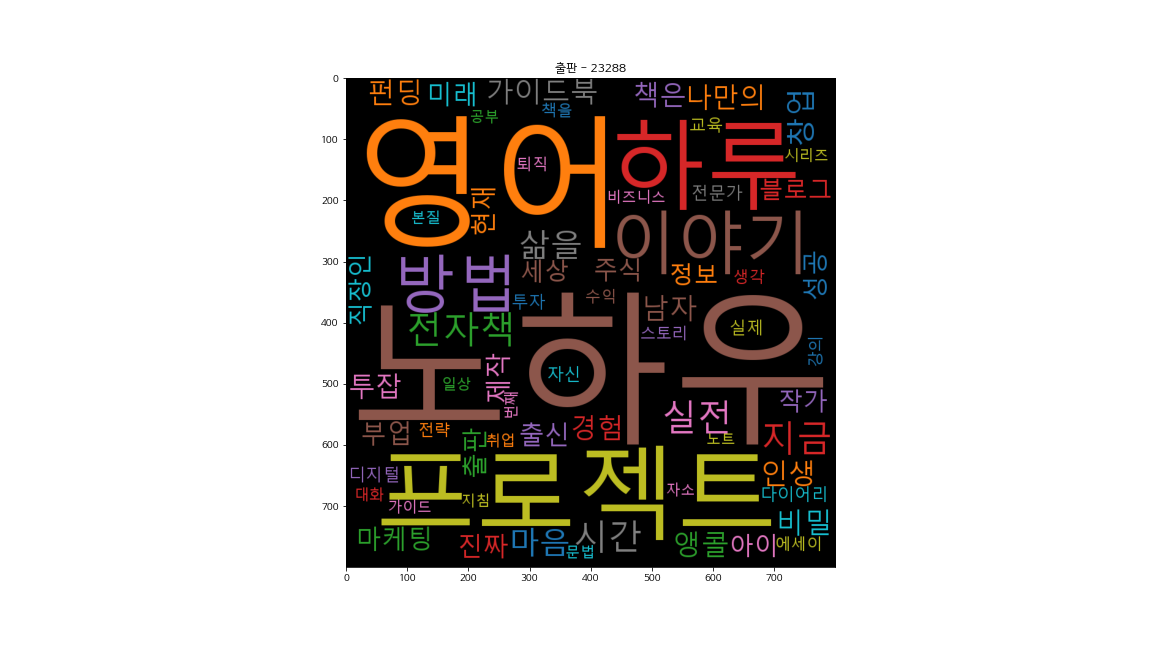 출판 - 23288
0
펀딩 미래 가이드북 책은 나만의 창업
공부 책을 교육
100
영어 하루 시리즈
퇴직
비즈니스 전문가 블로그
200
본질 현재 이야기
삶을
300
직장인 방법 세상 주식 정보 생각 성공
투자 수익 남자
400
전자책 스토리 실제 강의
노하우
500
투잡 일상 제작 자신
번째 작가
부업 전략 출판 취업 출신 경험 실전 노트 지금
600
프로젝트 인생
디지털
대화 가이드 지침 자소 다이어리
700
비밀
마케팅 진짜 마음 문법 시간 앵콜 아이 에세이
0 100 200 300 400 500 600 700